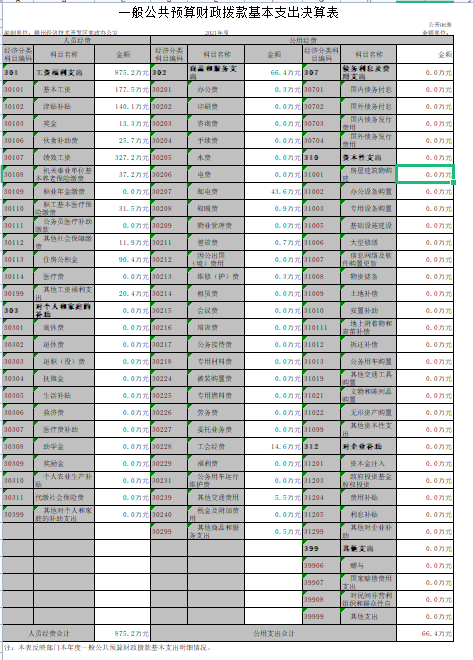 一般公共预算财政拨款基本支出决算表
公开06表
2021年度
金额单位:
人员经费 公用经费
经济分类科目编码 科目名称 金额 经济分类科目编码 科目名称 金额 经济分类科目编码 科目名称 金额
301 工资福利支出 875.2万元 302 商品和服务支出 66.4万元 307 债务利息及费用支出 0.0万元
30101 基本工资 177.5万元 30201 办公费 0.3万元 30701 国内债务付息 0.0万元
30102 津贴补贴 140.1万元 30202 印刷费 0.0万元 30702 国外债务付息 0.0万元
30103 奖金 13.3万元 30203 咨询费 0.0万元 30703 国内债务发行费用 0.0万元
30106 伙食补助费 25.7万元 30204 手续费 0.0万元 30704 国外债务发行费用 0.0万元
30107 绩效工资 327.2万元 30205 水费 0.0万元 310 资本性支出 0.0万元
30108 机关事业单位基本养老保险缴费 37.2万元 30206 电费 0.0万元 31001 房屋建筑物购建 0.0万元
30109 职业年金缴费 0.0万元 30207 邮电费 43.6万元 31002 办公设备购置 0.0万元
30110 职工基本医疗保险缴费 31.5万元 30208 取暖费 0.9万元 31003 专用设备购置 0.0万元
30111 公务员医疗补助缴费 0.0万元 30209 物业管理费 0.0万元 31005 基础设施建设 0.0万元
30112 其他社会保障缴费 11.9万元 30211 差旅费 0.7万元 31006 大型修缮 0.0万元
30113 住房公积金 90.4万元 30212 因公出国(境)费用 0.0万元 31007 信息网络及软件购置更新 0.0万元
30114 医疗费 0.0万元 30213 维修(护)费 0.3万元 31008 物资储备 0.0万元
30199 其他工资福利支出 20.4万元 30214 租赁费 0.0万元 31009 土地补偿 0.0万元
303 对个人和家庭的补助 0.0万元 30215 会议费 0.0万元 310111 地上附着物和青苗补偿 0.0万元
30301 离休费 0.0万元 30216 培训费 0.0万元 31010 安置补助 0.0万元
30302 退休费 0.0万元 30217 公务接待费 0.0万元 31012 拆迁补偿 0.0万元
30303 退职(役)费 0.0万元 30218 专用材料费 0.0万元 31013 公务用车购置 0.0万元
30304 抚恤金 0.0万元 30224 被装购置费 0.0万元 31019 其他交通工具购置 0.0万元
30305 生活补贴 0.0万元 30225 专用燃料费 0.0万元 31021 文物和陈列品购置 0.0万元
30306 救济费 0.0万元 30226 劳务费 0.0万元 31022 无形资产购置 0.0万元
30307 医疗费补助 0.0万元 30227 委托业务费 0.0万元 31099 其他资本性支出 0.0万元
30308 助学金 0.0万元 30228 工会经费 14.6万元 312 对企业补助 0.0万元
30309 奖励金 0.0万元 30229 福利费 0.0万元 31201 资本金注入 0.0万元
30310 个人农业生产补贴 0.0万元 30231 公务用车运行维护费 0.0万元 31203 政府投资基金股权投资 0.0万元
30311 代缴社会保险费 0.0万元 30239 其他交通费用 5.5万元 31204 费用补贴 0.0万元
30399 其他对个人和家庭的补助支出 0.0万元 30240 税金及附加费用 0.0万元 31205 利息补贴 0.0万元
30299 其他商品和服务支出 0.5万元 31299 其他对企业补助 0.0万元
399 其他支出 0.0万元
39906 赠与 0.0万元
39907 国家赔偿费用支出 0.0万元
39908 对民间非营利组织和群众性自 0.0万元
39999 其他支出 0.0万元
人员经费合计 875.2万元 公用支出合计 66.4万元
注:本表反映部门本年度一般公共预算财政拨款基本支出明细情况。